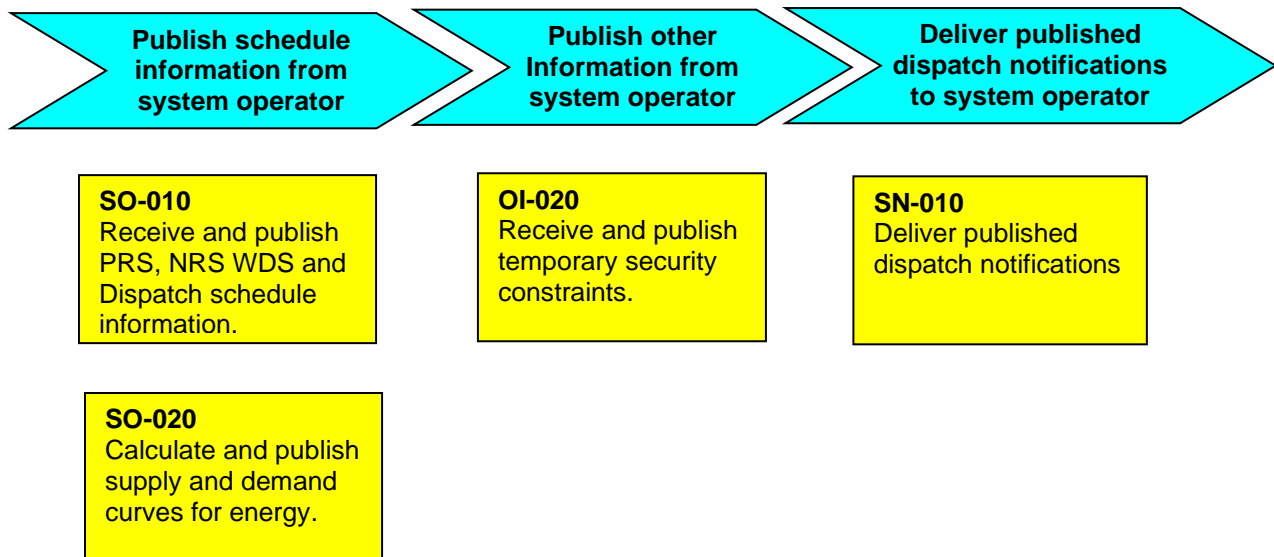 Publish schedule
information from
system operator
Publish other
Information from
system operator
Deliver published
dispatch notifications
to system operator
SO-010
Receive and publish
PRS, NRS WDS and
Dispatch schedule
information.
OI-020
Receive and publish
temporary security
constraints.
SN-010
Deliver published
dispatch notifications
SO-020
Calculate and publish
supply and demand
curves for energy.